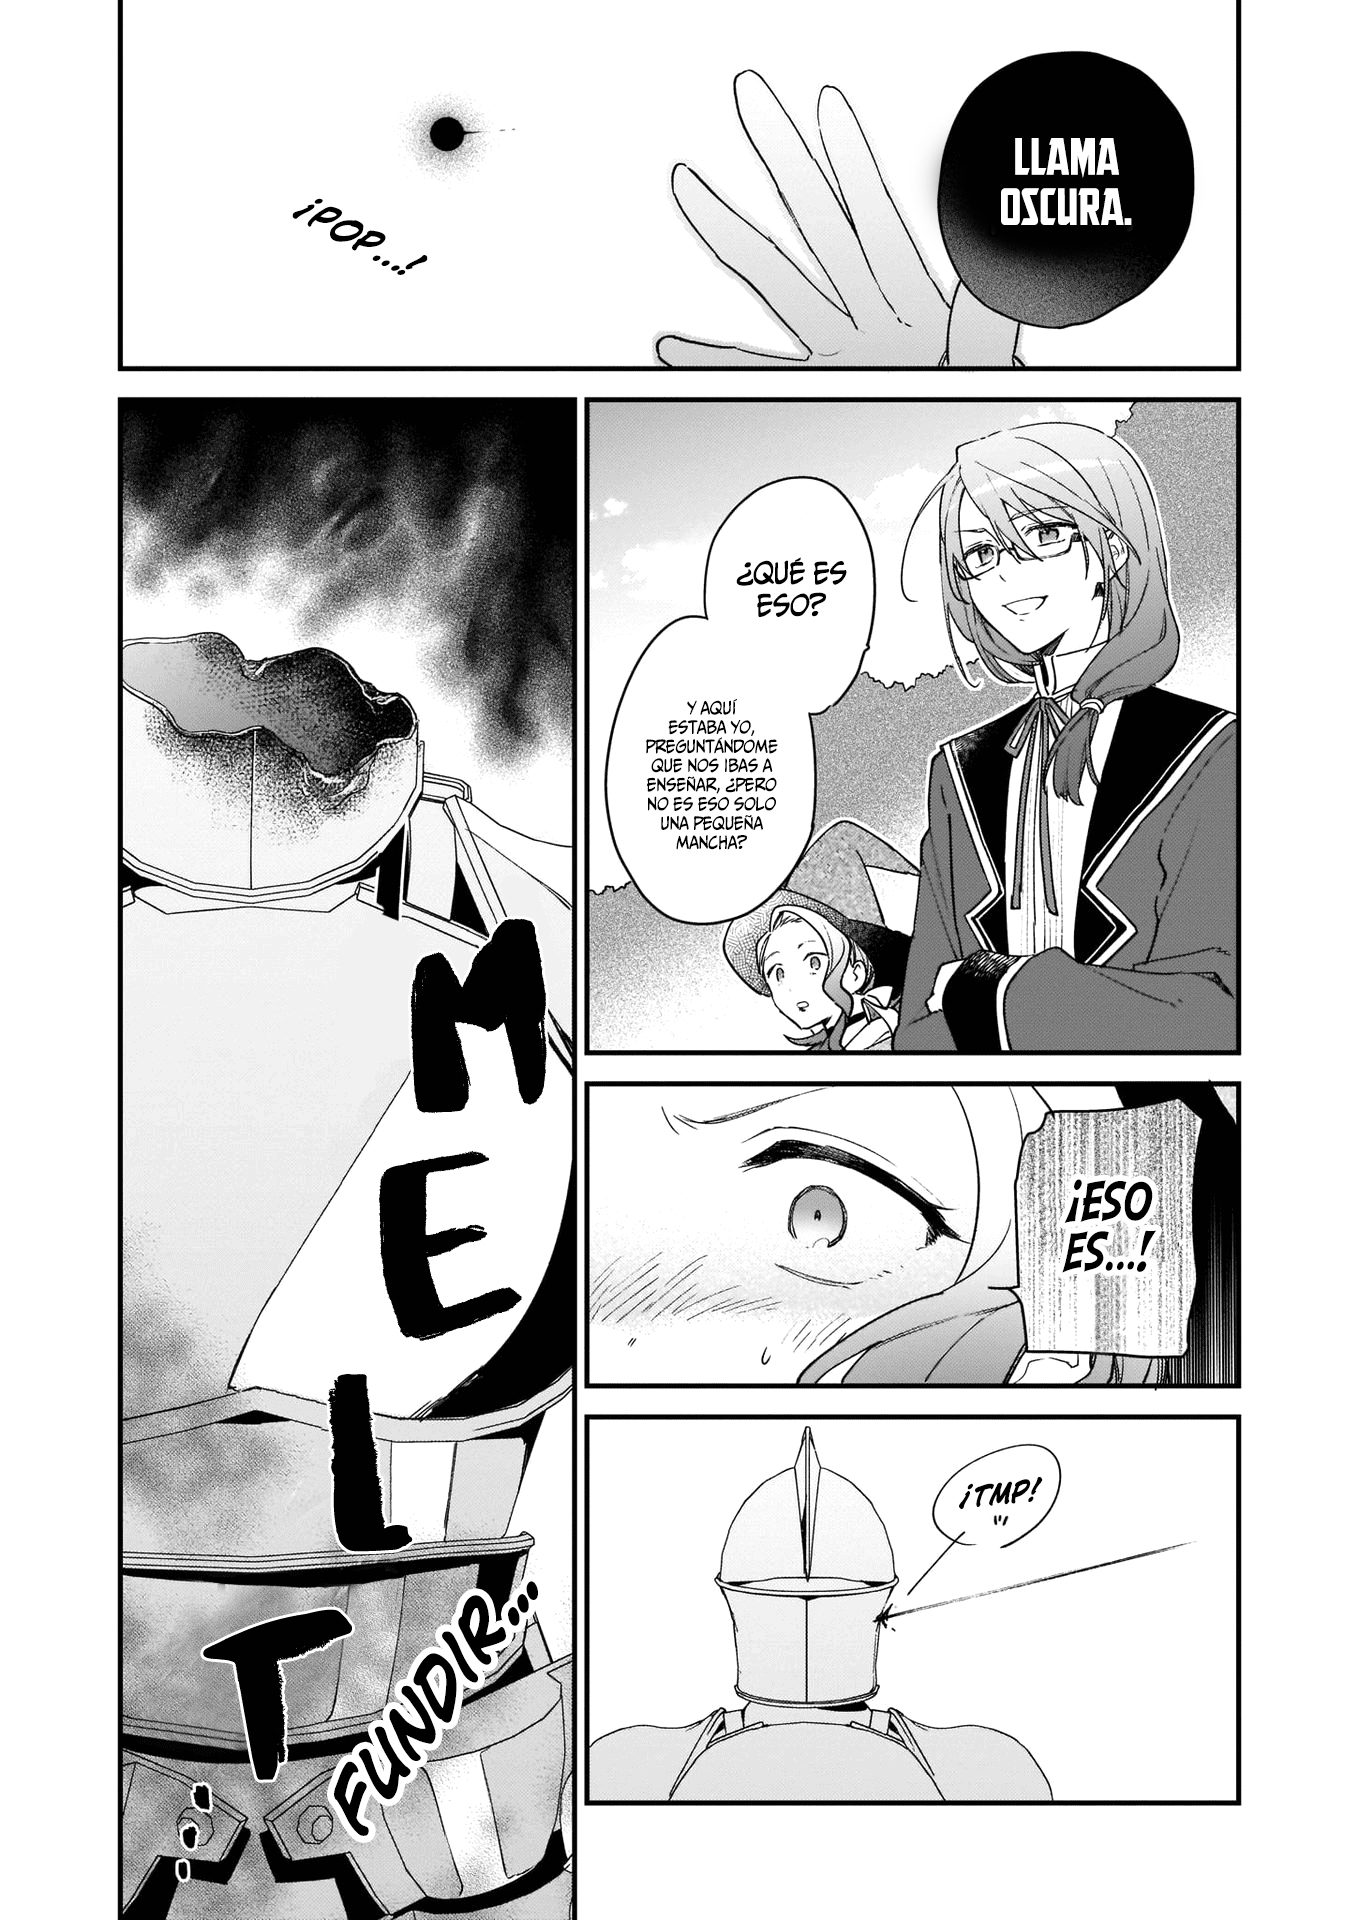 LLAMA
OSCURA.
¡POP...!
¿QUÉ ES
ESO?
Y AQUÍ
ESTABA YO,
PREGUNTÁNDOME
QUE NOS IBAS A
ENSEÑAR, ¿PERO
NO ES ESO SOLO
UNA PEQUEÑA
MANCHA?
¡ESO
ES...!
¡TMP!
MELT...
FUNDIR...